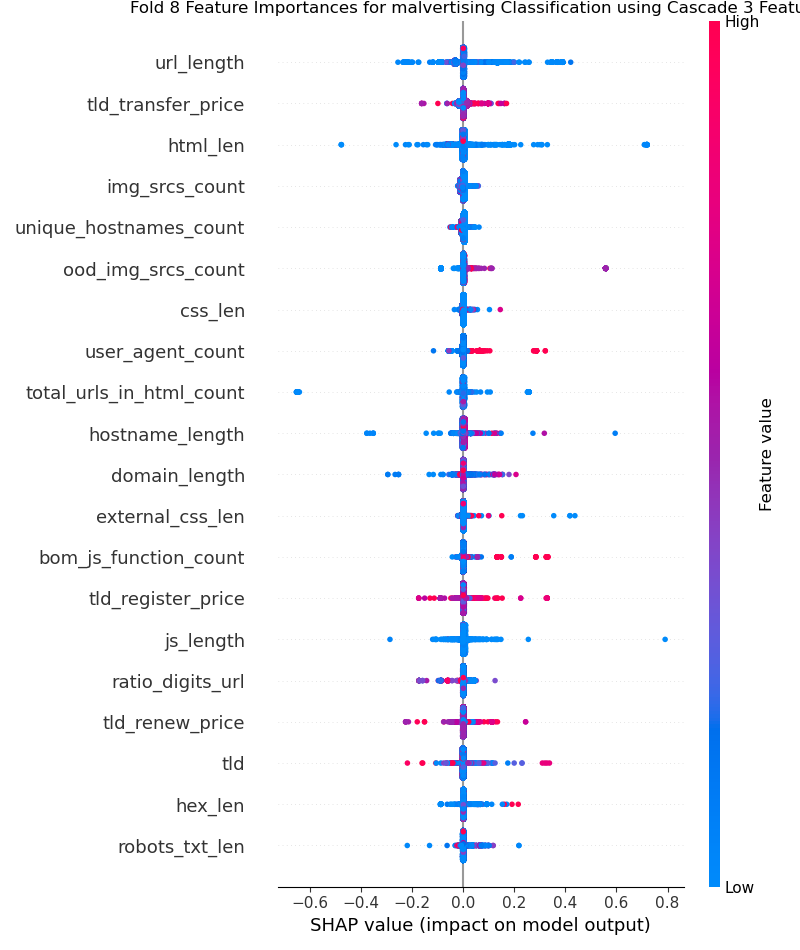 Fold 8 Feature Importances for malvertising Classification using Cascade 3
High
url_length
tld_transfer_price
html_len
img_srcs_count
unique_hostnames_count
ood_img_srcs_count
css_len
user_agent_count
total_urls_in_html_count
hostname_length
domain_length
external_css_len
bom_js_function_count
tld_register_price
js_length
ratio_digits_url
tld_renew_price
tld
hex_len
robots_txt_len
Feature value
Low
−0.6 −0.4 −0.2 0.0 0.2 0.4 0.6 0.8
SHAP value (impact on model output)